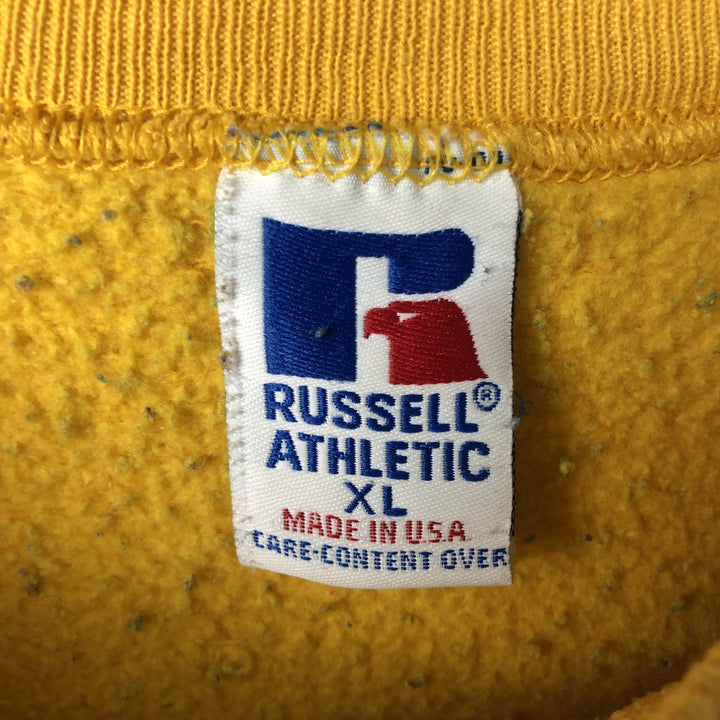 RUSSELL®
ATHLETIC
XL
MADE IN U.S.A.
CARE-CONTENT OVER